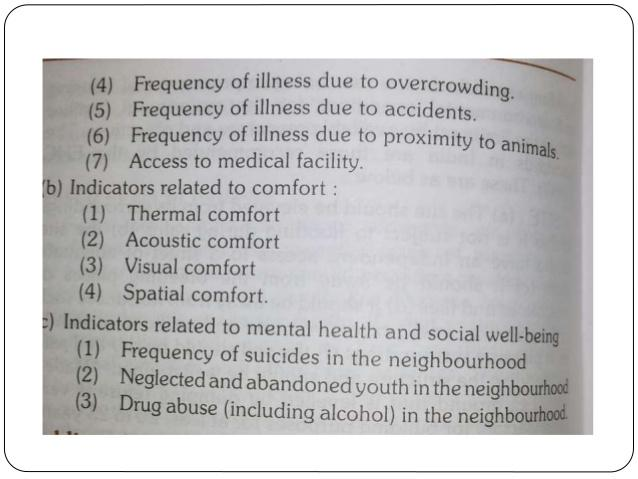 (4) Frequency of illness due to overcrowding.
(5) Frequency of illness due to accidents.
(6) Frequency of illness due to proximity to animals.
(7) Access to medical facility.
(b) Indicators related to comfort :
(1) Thermal comfort
(2) Acoustic comfort
(3) Visual comfort
(4) Spatial comfort.
c) Indicators related to mental health and social well-being
(1) Frequency of suicides in the neighbourhood
(2) Neglected and abandoned youth in the neighbourhood
(3) Drug abuse (including alcohol) in the neighbourhood.